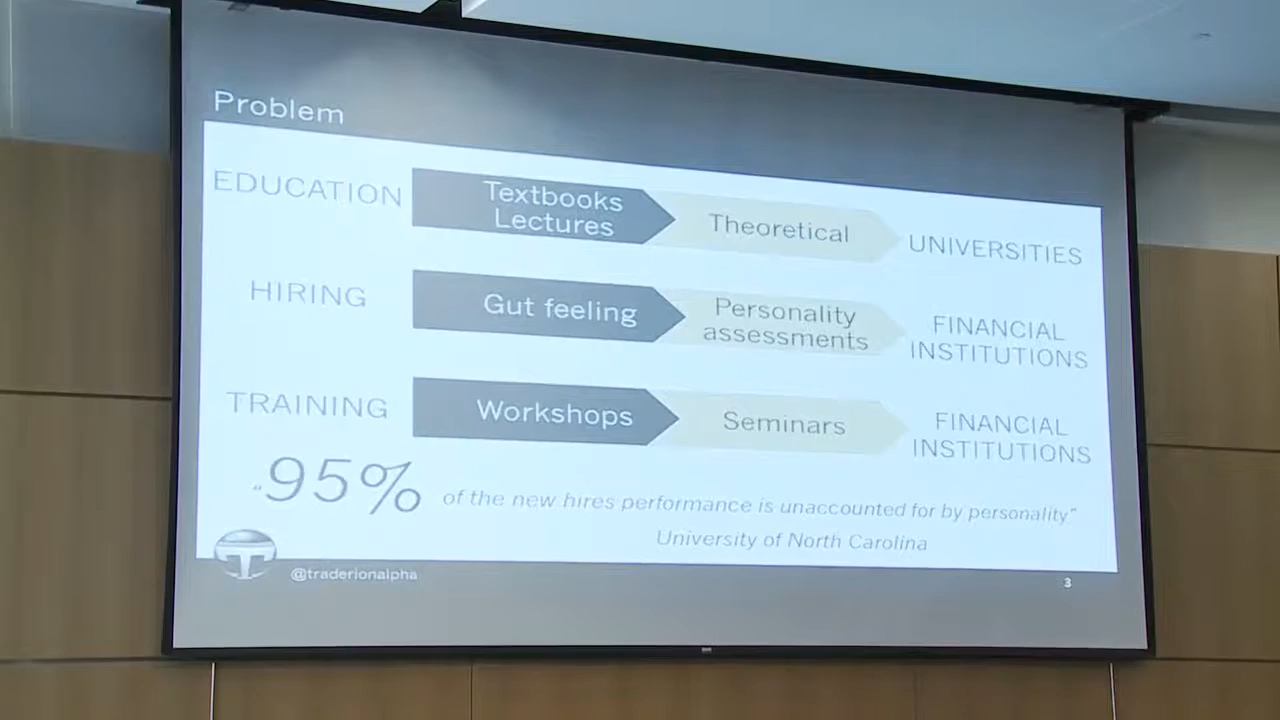 Problem
EDUCATION
Textbooks
Lectures
Theoretical
UNIVERSITIES
HIRING
Gut feeling
Personality
assessments
FINANCIAL
INSTITUTIONS
TRAINING
Workshops
Seminars
FINANCIAL
INSTITUTIONS
"95% of the new hires performance is unaccounted for by personality"
University of North Carolina
T
@traderionalpha
3